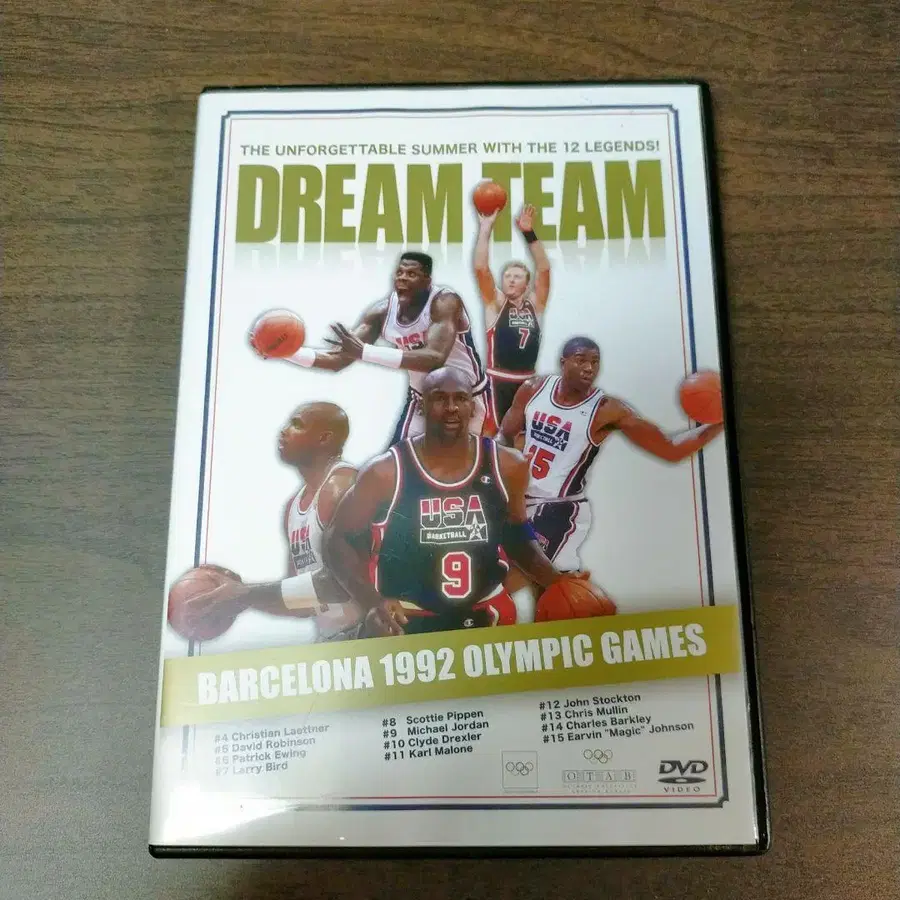 THE UNFORGETTABLE SUMMER WITH THE 12 LEGENDS!
DREAM TEAM
USA
7
USA
BASKETBALL
15
USA
BASKETBALL
9
BARCELONA 1992 OLYMPIC GAMES
#4 Christian Laettner
#5 David Robinson
#6 Patrick Ewing
#7 Larry Bird
#8 Scottie Pippen
#9 Michael Jordan
#10 Clyde Drexler
#11 Karl Malone
#12 John Stockton
#13 Chris Mullin
#14 Charles Barkley
#15 Earvin "Magic" Johnson
OTAB
DVD
VIDEO